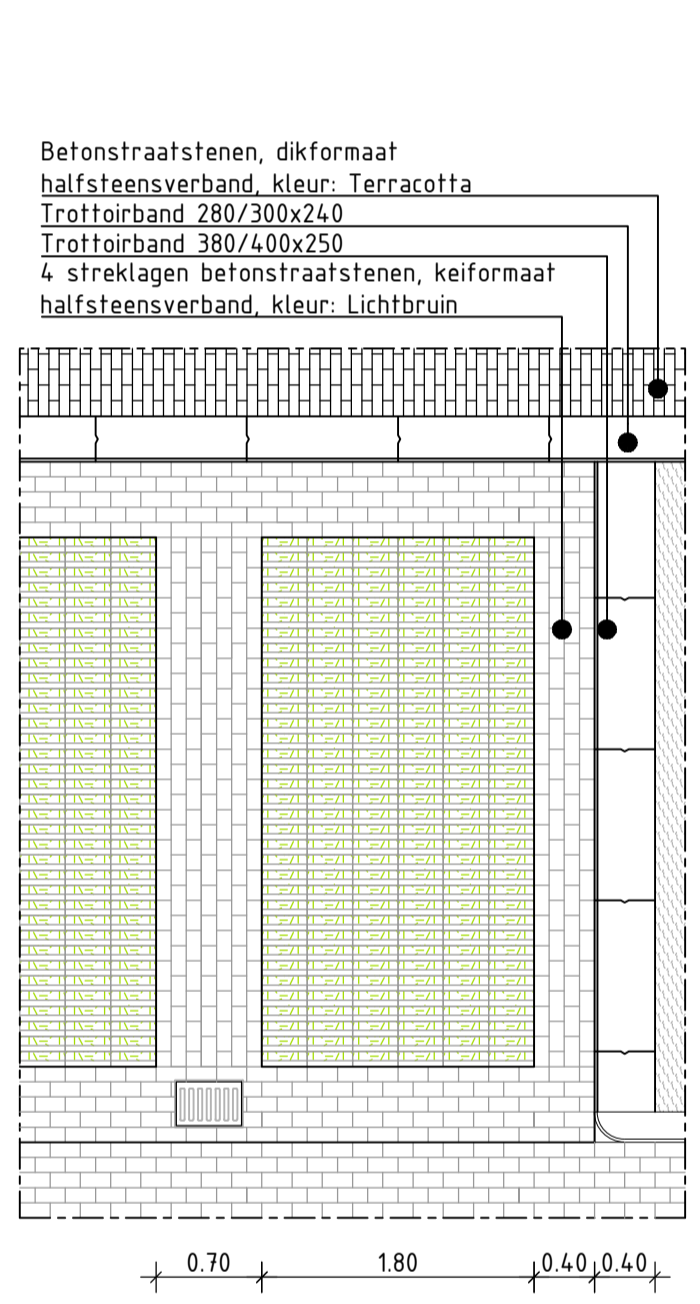 Betonstraatstenen, dikformaat
halfsteensverband, kleur: Terracotta
Trottoirband 280/300x240
Trottoirband 380/400x250
4 streklagen betonstraatstenen, keiformaat
halfsteensverband, kleur: Lichtbruin
0.70 1.80 0.40 0.40